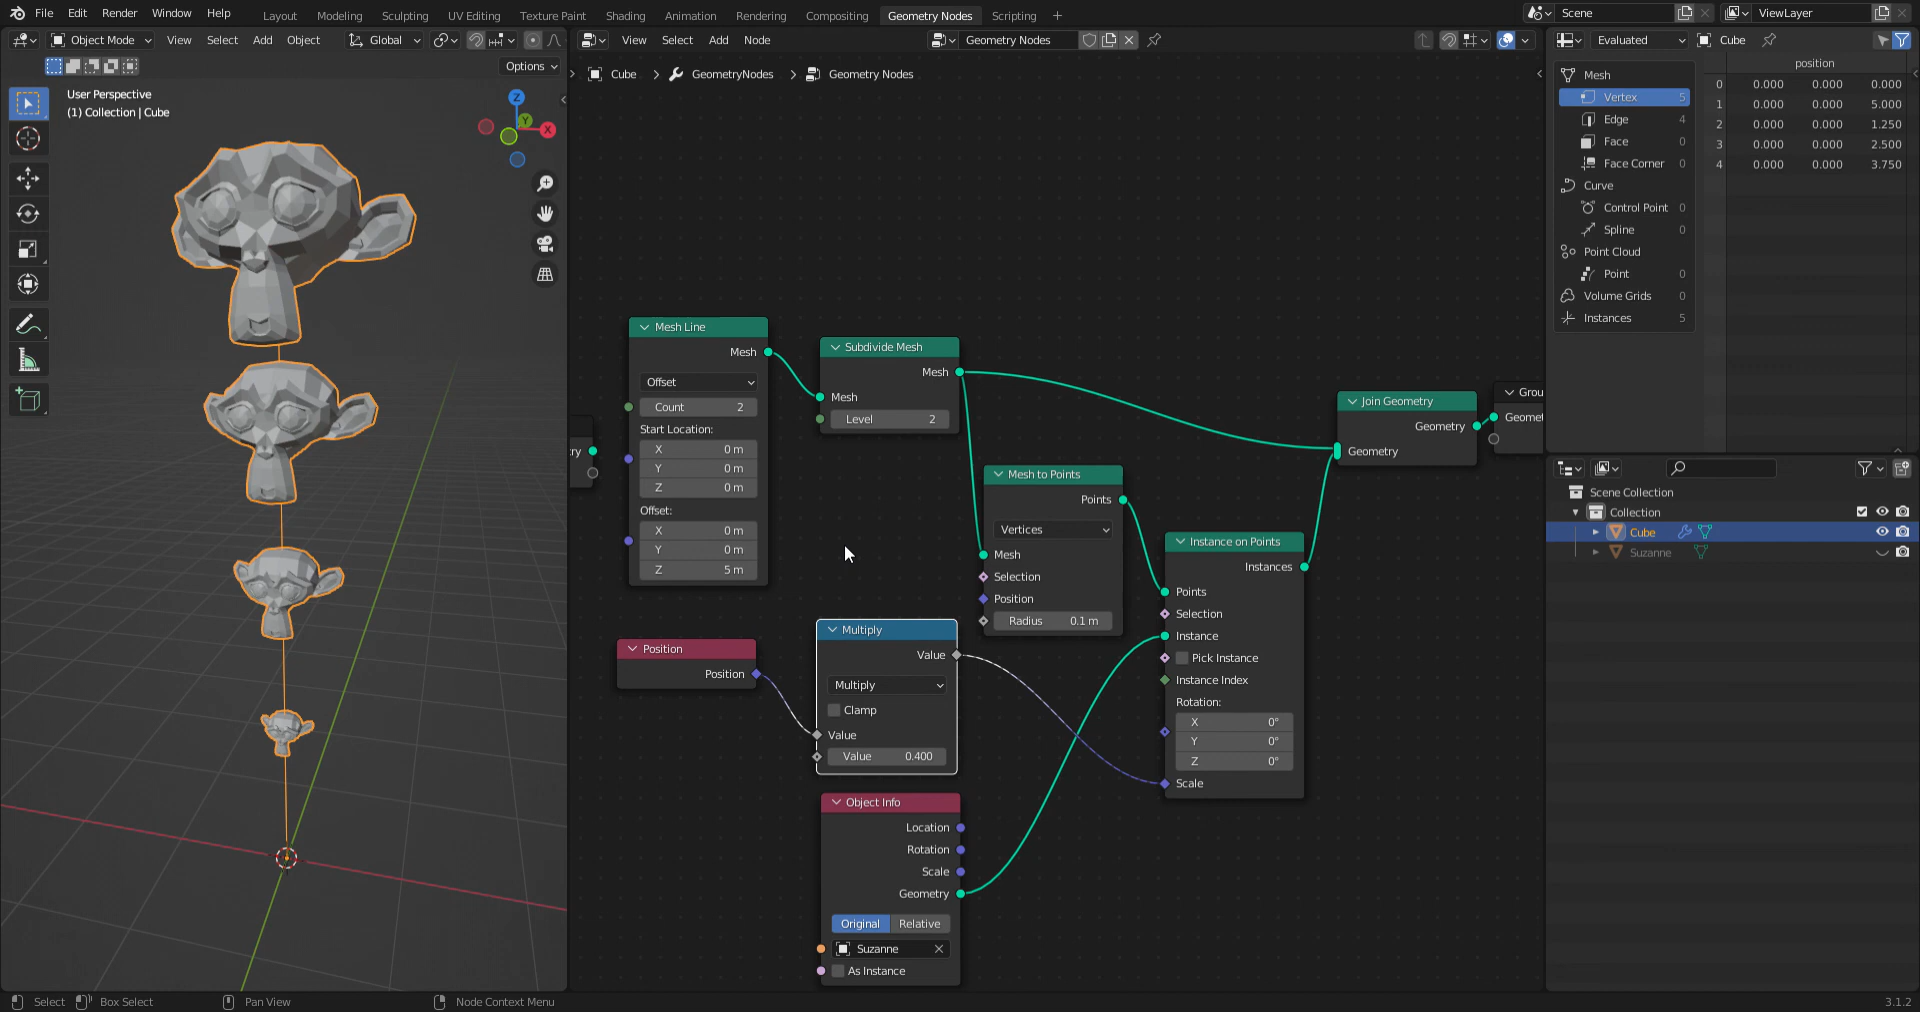 File Edit Render Window Help Layout Modeling Sculpting UV Editing Texture Paint Shading Animation Rendering Compositing Geometry Nodes Scripting + Scene ViewLayer
Object Mode View Select Add Object Global
View Select Add Node Geometry Nodes
Evaluated Cube
Options
Cube > GeometryNodes > Geometry Nodes
User Perspective
(1) Collection | Cube
Z
Y
X
position
0 0.000 0.000 0.000
1 0.000 0.000 5.000
2 0.000 0.000 1.250
3 0.000 0.000 2.500
4 0.000 0.000 3.750
Mesh
Vertex 5
Edge 4
Face 0
Face Corner 0
Curve
Control Point 0
Spline 0
Point Cloud
Point 0
Volume Grids 0
Instances 5
ry
Mesh Line
Mesh
Offset
Count 2
Start Location:
X 0 m
Y 0 m
Z 0 m
Offset:
X 0 m
Y 0 m
Z 5 m
Subdivide Mesh
Mesh
Mesh
Level 2
Mesh to Points
Points
Vertices
Mesh
Selection
Position
Radius 0.1 m
Position
Position
Multiply
Value
Multiply
Clamp
Value
Value 0.400
Object Info
Location
Rotation
Scale
Geometry
Original Relative
Suzanne
As Instance
Instance on Points
Instances
Points
Selection
Instance
Pick Instance
Instance Index
Rotation:
X 0°
Y 0°
Z 0°
Scale
Join Geometry
Geometry
Geometry
Grou
Geomet
Scene Collection
Collection
Cube
Suzanne
Select Box Select Pan View Node Context Menu 3.1.2